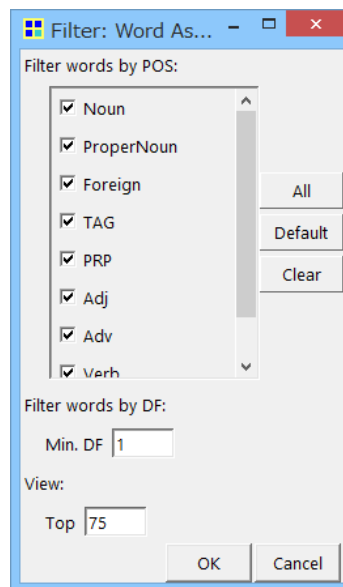 Filter: Word As...
Filter words by POS:
Noun
ProperNoun
Foreign
All
TAG
Default
PRP
Clear
Adj
Adv
Verb
Filter words by DF:
Min. DF 1
View:
Top 75
OK Cancel